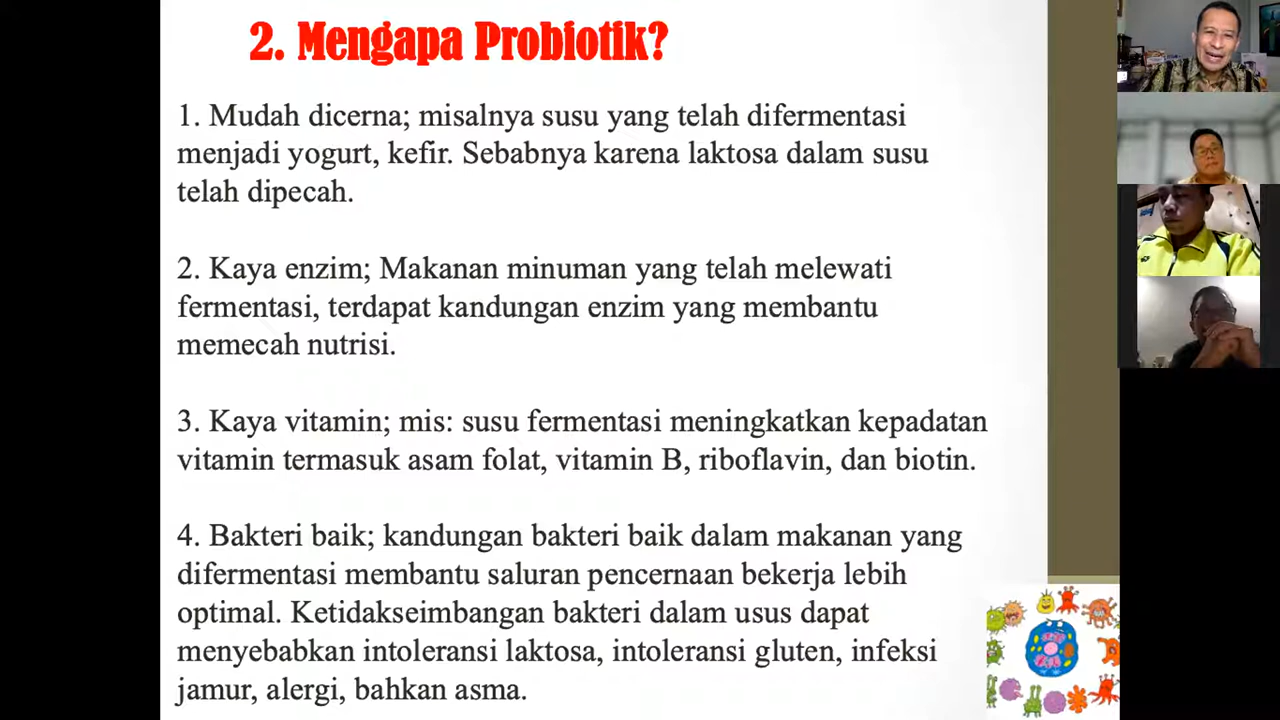 2. Mengapa Probiotik?
1. Mudah dicerna; misalnya susu yang telah difermentasi
menjadi yogurt, kefir. Sebabnya karena laktosa dalam susu
telah dipecah.
2. Kaya enzim; Makanan minuman yang telah melewati
fermentasi, terdapat kandungan enzim yang membantu
memecah nutrisi.
3. Kaya vitamin; mis: susu fermentasi meningkatkan kepadatan
vitamin termasuk asam folat, vitamin B, riboflavin, dan biotin.
4. Bakteri baik; kandungan bakteri baik dalam makanan yang
difermentasi membantu saluran pencernaan bekerja lebih
optimal. Ketidakseimbangan bakteri dalam usus dapat
menyebabkan intoleransi laktosa, intoleransi gluten, infeksi
jamur, alergi, bahkan asma.